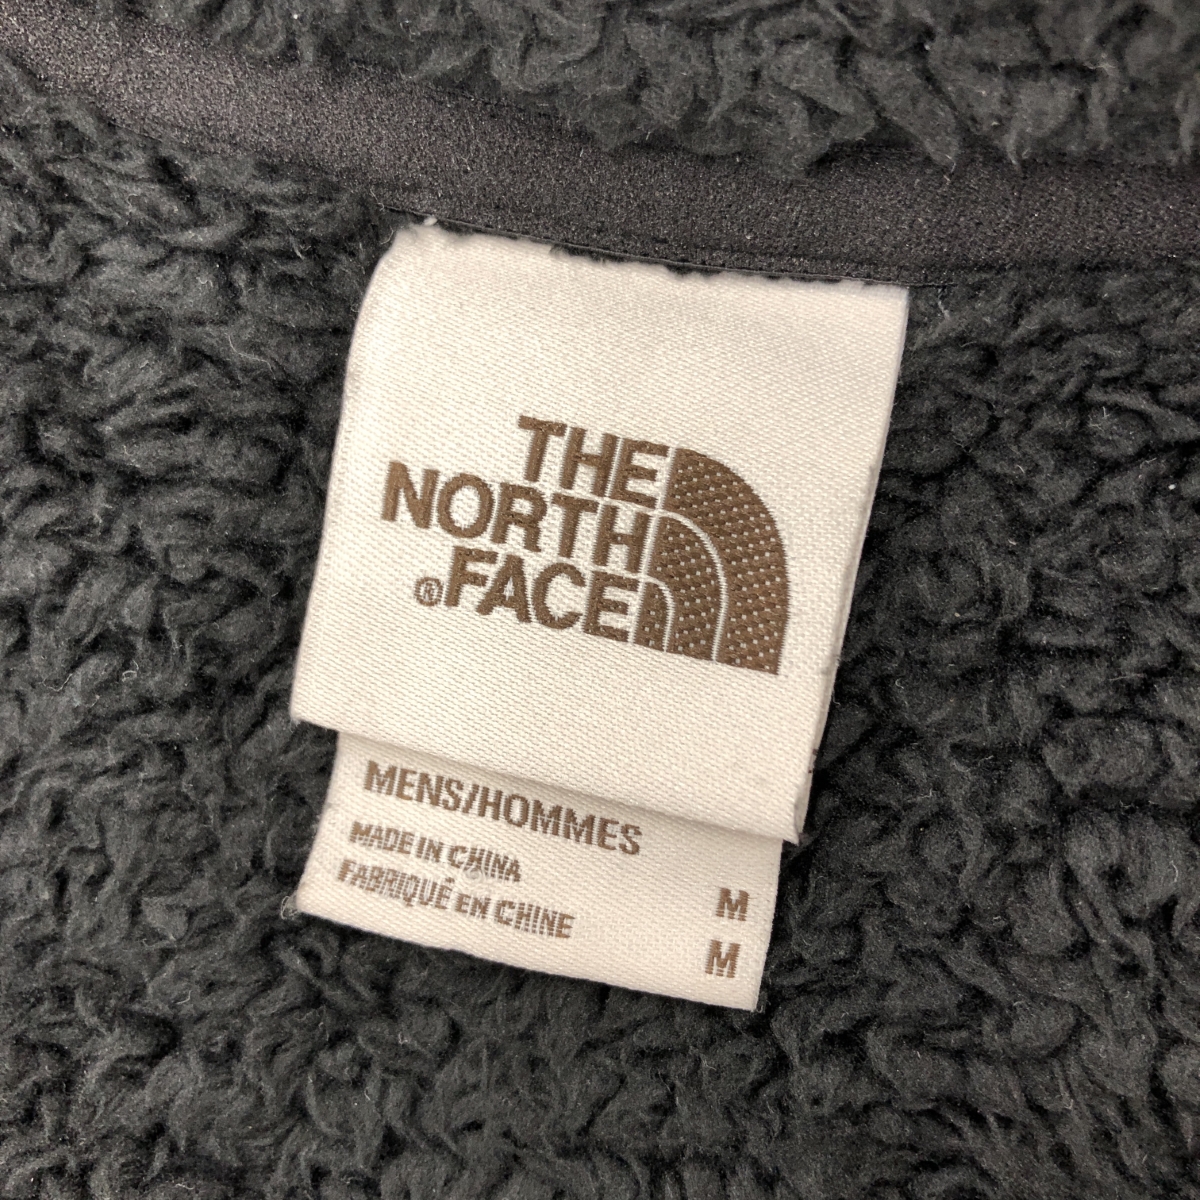 THE
NORTH
®FACE
MENS/HOMMES
MADE IN CHINA
FABRIQUÉ EN CHINE
M
M